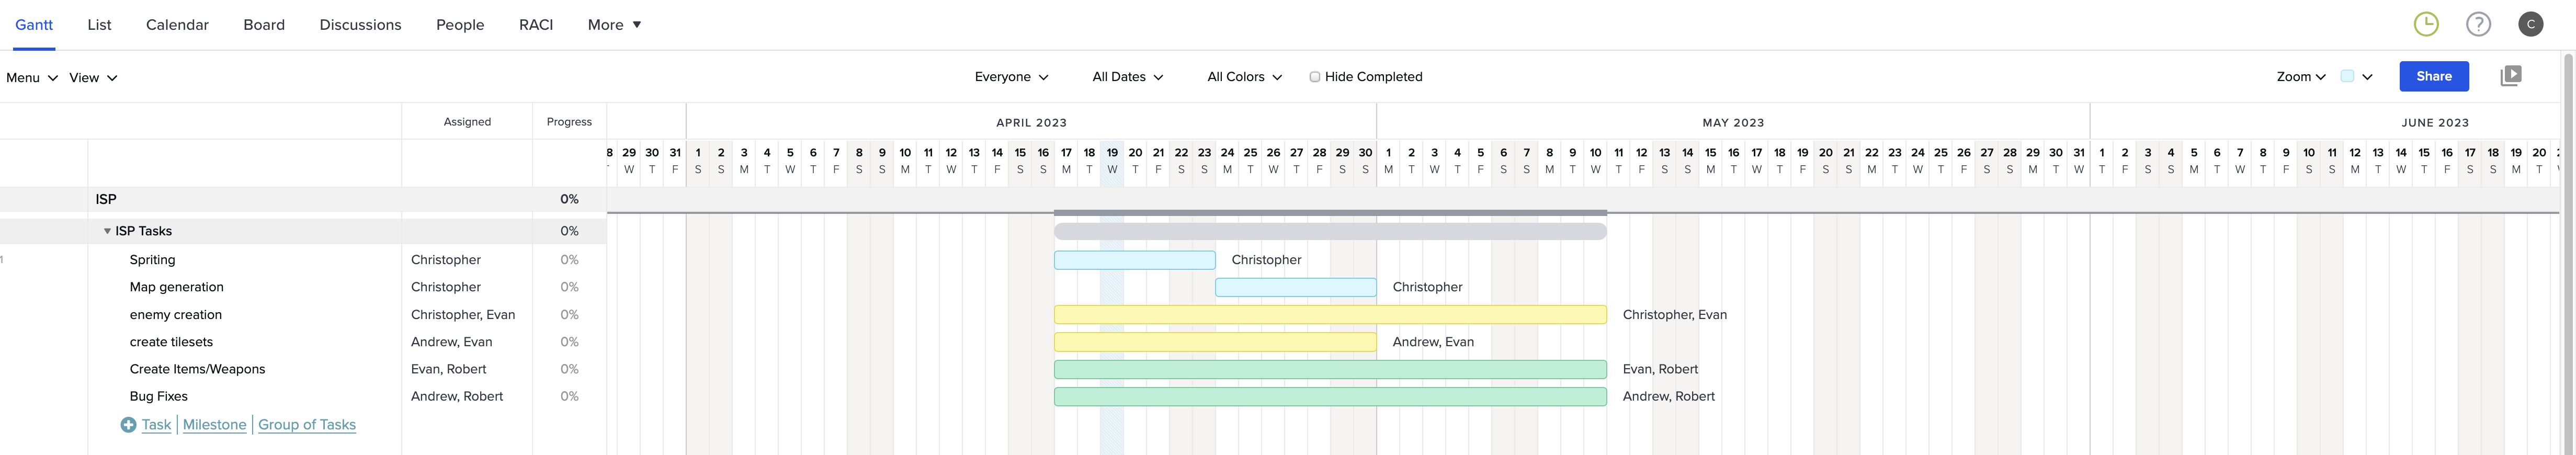 Gantt List Calendar Board Discussions People RACI More ▼ ? C
Menu View Everyone All Dates All Colors Hide Completed Zoom Share
Assigned Progress APRIL 2023 MAY 2023 JUNE 2023
8 29 30 31 1 2 3 4 5 6 7 8 9 10 11 12 13 14 15 16 17 18 19 20 21 22 23 24 25 26 27 28 29 30 1 2 3 4 5 6 7 8 9 10 11 12 13 14 15 16 17 18 19 20 21 22 23 24 25 26 27 28 29 30 31 1 2 3 4 5 6 7 8 9 10 11 12 13 14 15 16 17 18 19 20
W T F S S M T W T F S S M T W T F S S M T W T F S S M T W T F S S M T W T F S S M T W T F S S M T W T F S S M T W T F S S M T W T F S S M T W T F S S M T W T F S S M T
ISP 0%
ISP Tasks 0%
1 Spriting Christopher 0% Christopher
Map generation Christopher 0% Christopher
enemy creation Christopher, Evan 0% Christopher, Evan
create tilesets Andrew, Evan 0% Andrew, Evan
Create Items/Weapons Evan, Robert 0% Evan, Robert
Bug Fixes Andrew, Robert 0% Andrew, Robert
Task | Milestone | Group of Tasks